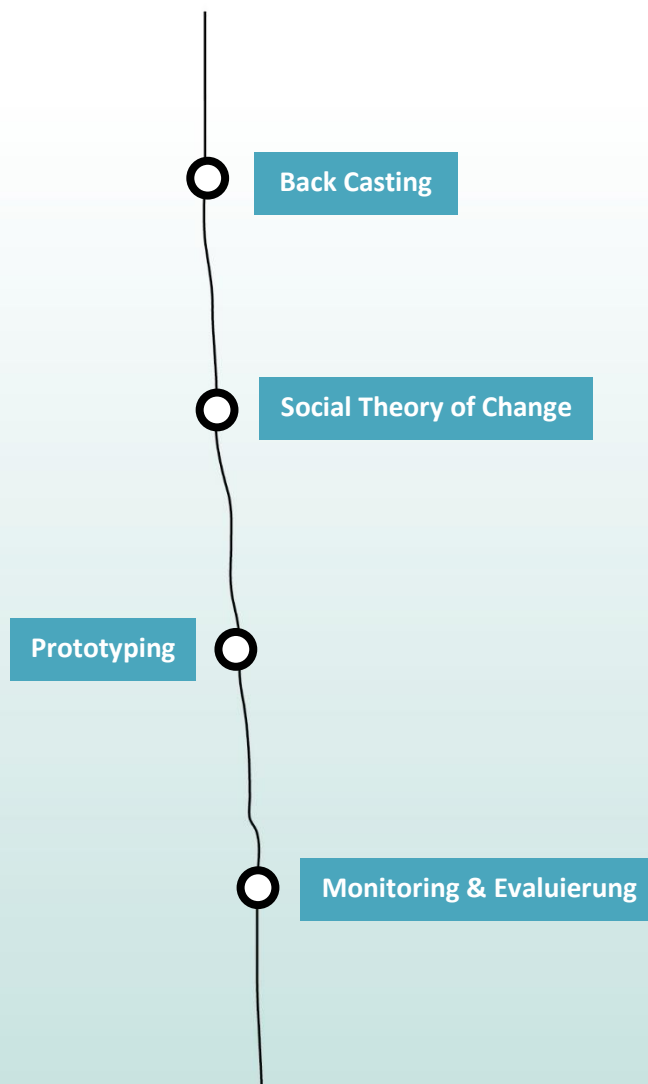 Back Casting
Social Theory of Change
Prototyping
Monitoring & Evaluierung